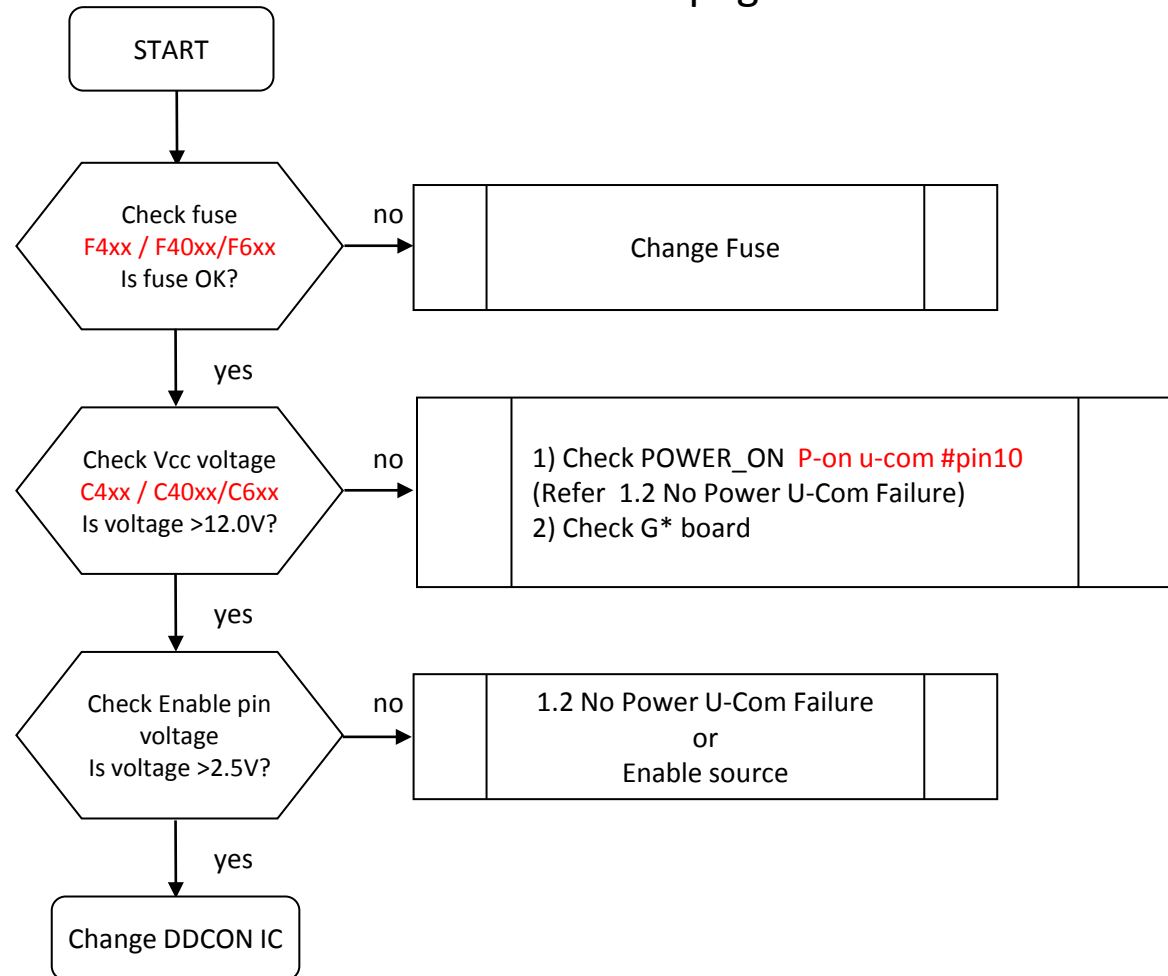 START
Check fuse
F4xx / F40xx/F6xx
Is fuse OK?
no
Change Fuse
yes
Check Vcc voltage
C4xx / C40xx/C6xx
Is voltage >12.0V?
no
1) Check POWER_ON P-on u-com #pin10
(Refer 1.2 No Power U-Com Failure)
2) Check G* board
yes
Check Enable pin
voltage
Is voltage >2.5V?
no
1.2 No Power U-Com Failure
or
Enable source
yes
Change DDCON IC